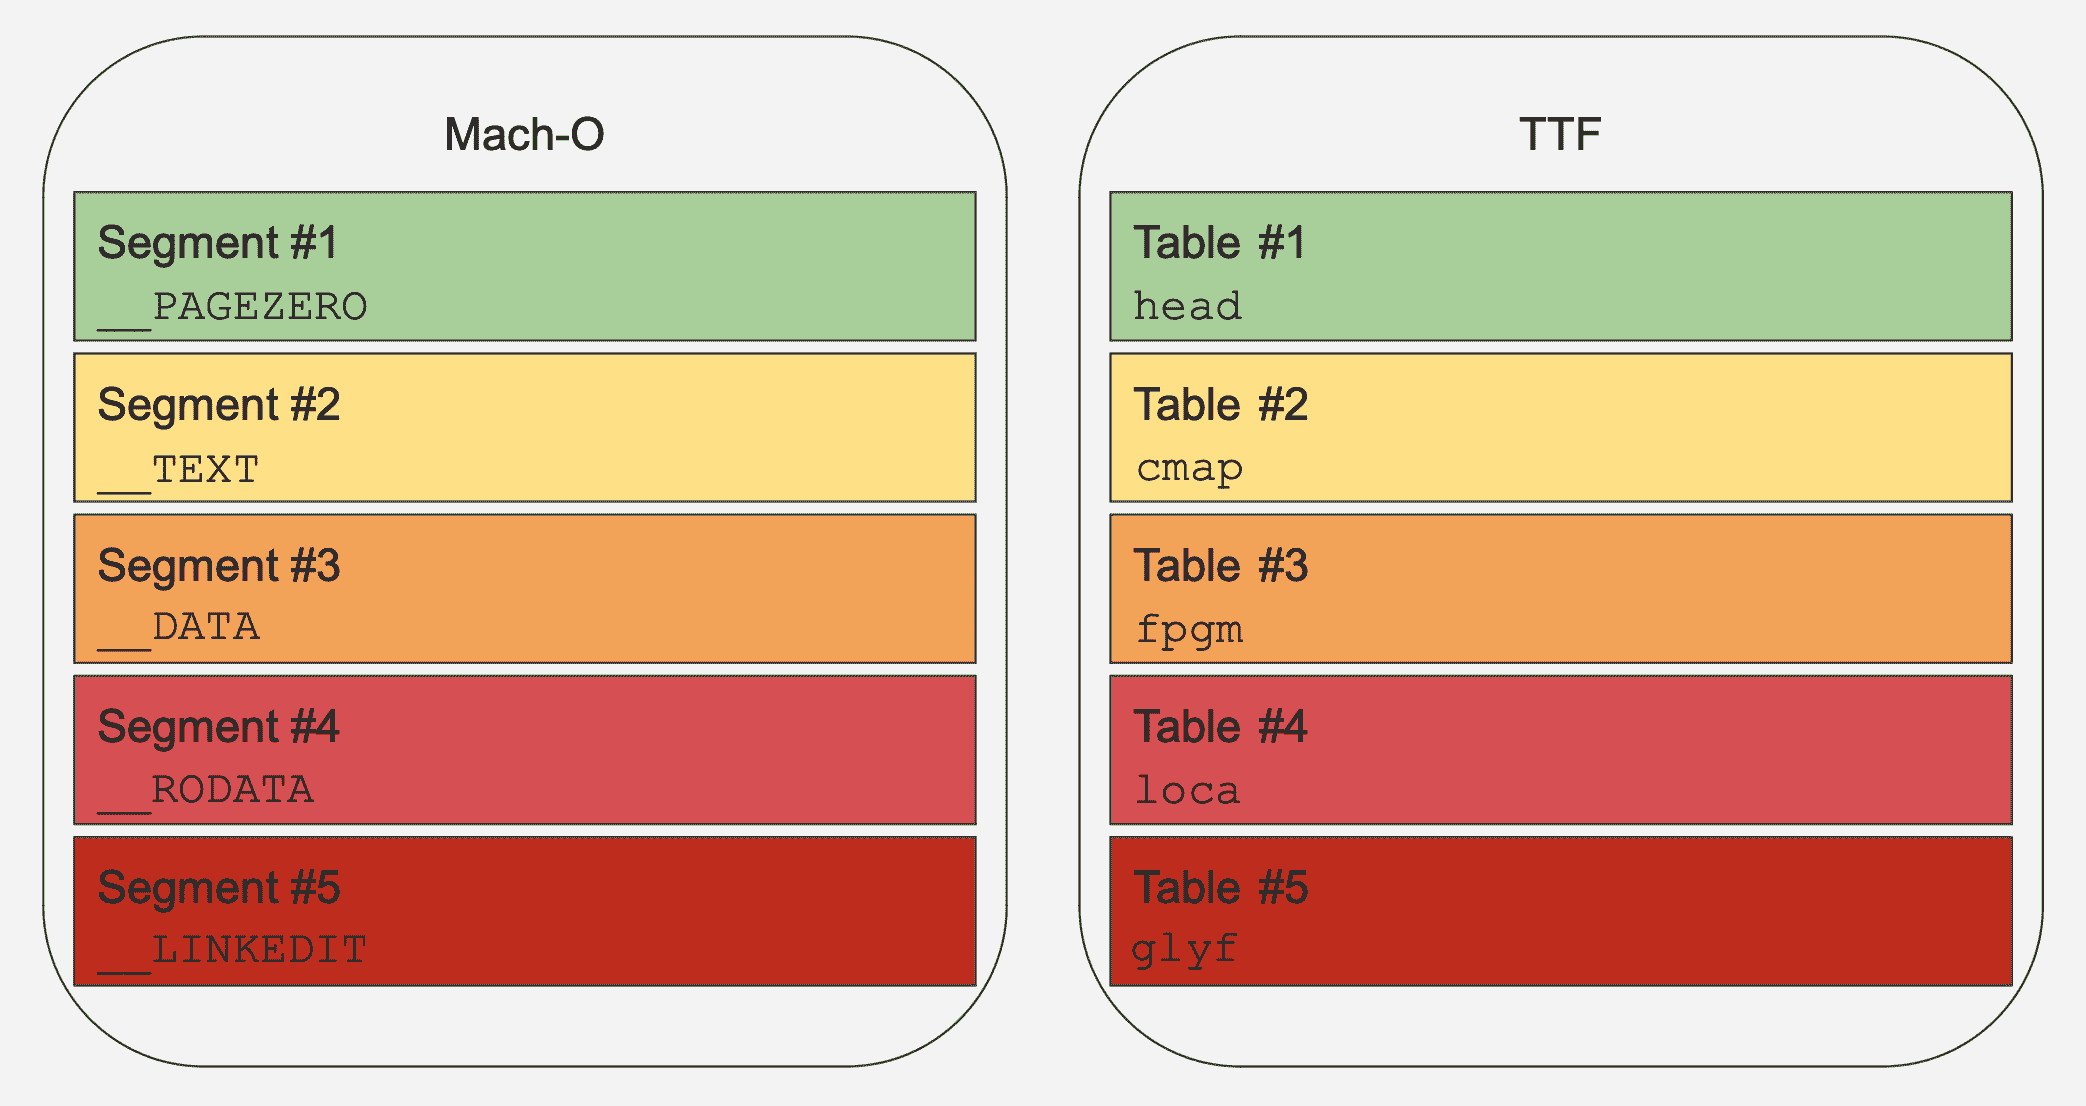 Mach-O
Segment #1
__PAGEZERO
Segment #2
__TEXT
Segment #3
__DATA
Segment #4
__RODATA
Segment #5
__LINKEDIT
TTF
Table #1
head
Table #2
cmap
Table #3
fpgm
Table #4
loca
Table #5
glyf